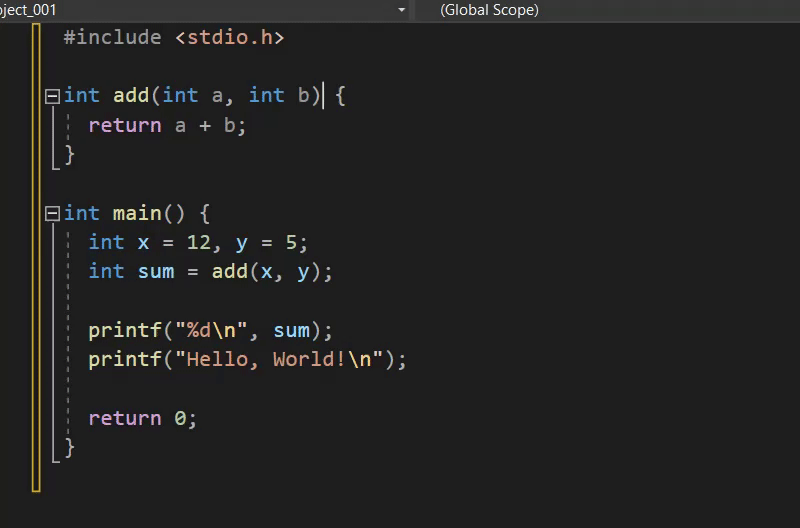 oject_001 (Global Scope)
#include <stdio.h>
int add(int a, int b) {
return a + b;
}
int main() {
int x = 12, y = 5;
int sum = add(x, y);
printf("%d\n", sum);
printf("Hello, World!\n");
return 0;
}